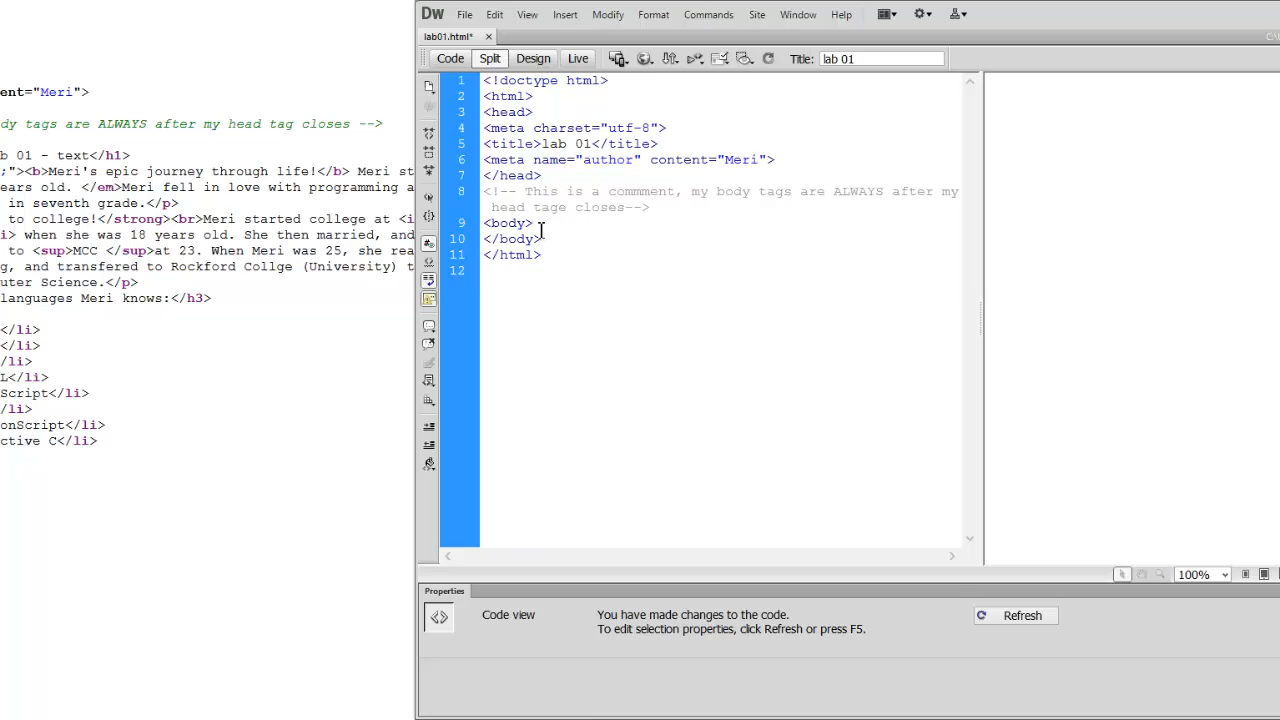 ent="Meri">
dy tags are ALWAYS after my head tag closes -->
b 01 - text</h1>
;"><b>Meri's epic journey through life!</b> Meri st
ears old. </em>Meri fell in love with programming a
in seventh grade.</p>
to college!</strong><br>Meri started college at <i
i> when she was 18 years old. She then married, and
to <sup>MCC </sup>at 23. When Meri was 25, she rea
g, and transfered to Rockford Collge (University) t
uter Science.</p>
languages Meri knows:</h3>
</li>
</li>
/li>
L</li>
Script</li>
/li>
onScript</li>
ctive C</li>
Dw File Edit View Insert Modify Format Commands Site Window Help
lab01.html* × C:\
Code Split Design Live Title: lab 01
1 <!doctype html>
2 <html>
3 <head>
4 <meta charset="utf-8">
5 <title>lab 01</title>
6 <meta name="author" content="Meri">
7 </head>
8 <!-- This is a commment, my body tags are ALWAYS after my
head tage closes-->
9 <body>
10 </body>
11 </html>
12
100%
Properties
Code view You have made changes to the code. Refresh
To edit selection properties, click Refresh or press F5.